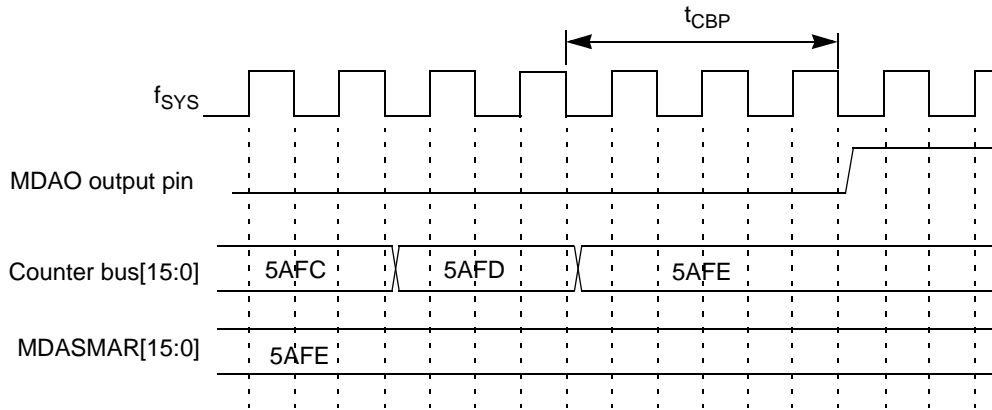 tCBP
fSYS
MDAO output pin
Counter bus[15:0] 5AFC 5AFD 5AFE
MDASMAR[15:0] 5AFE